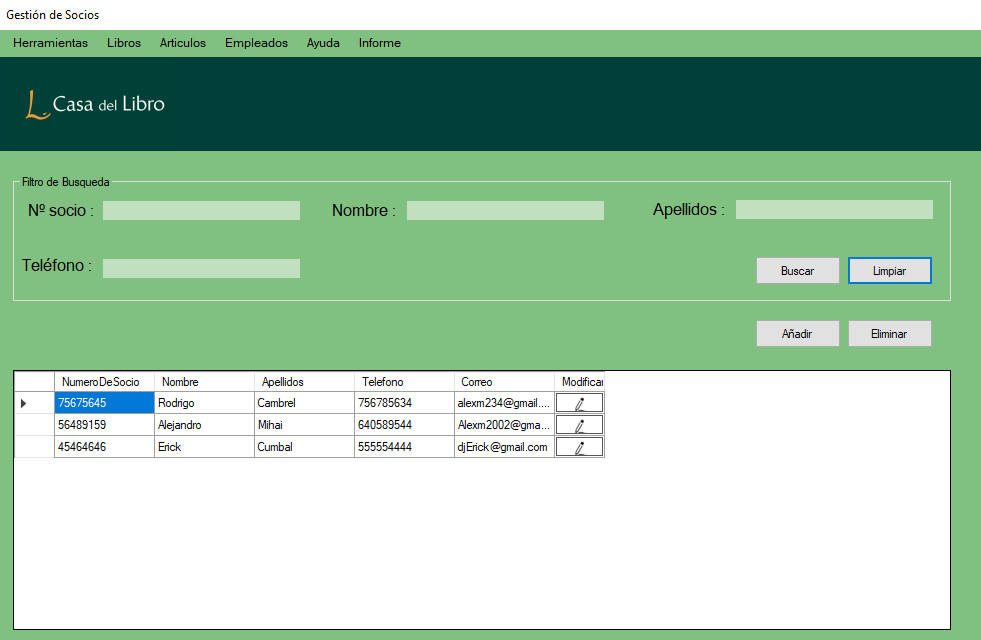 Gestión de Socios
Herramientas Libros Articulos Empleados Ayuda Informe
Casa del Libro
Filtro de Busqueda
Nº socio : Nombre : Apellidos :
Teléfono : Buscar Limpiar
Añadir Eliminar
NumeroDeSocio Nombre Apellidos Telefono Correo Modificar
75675645 Rodrigo Cambrel 756785634 alexm234@gmail....
56489159 Alejandro Mihai 640589544 Alexm2002@gma...
45464646 Erick Cumbal 555554444 djErick@gmail.com